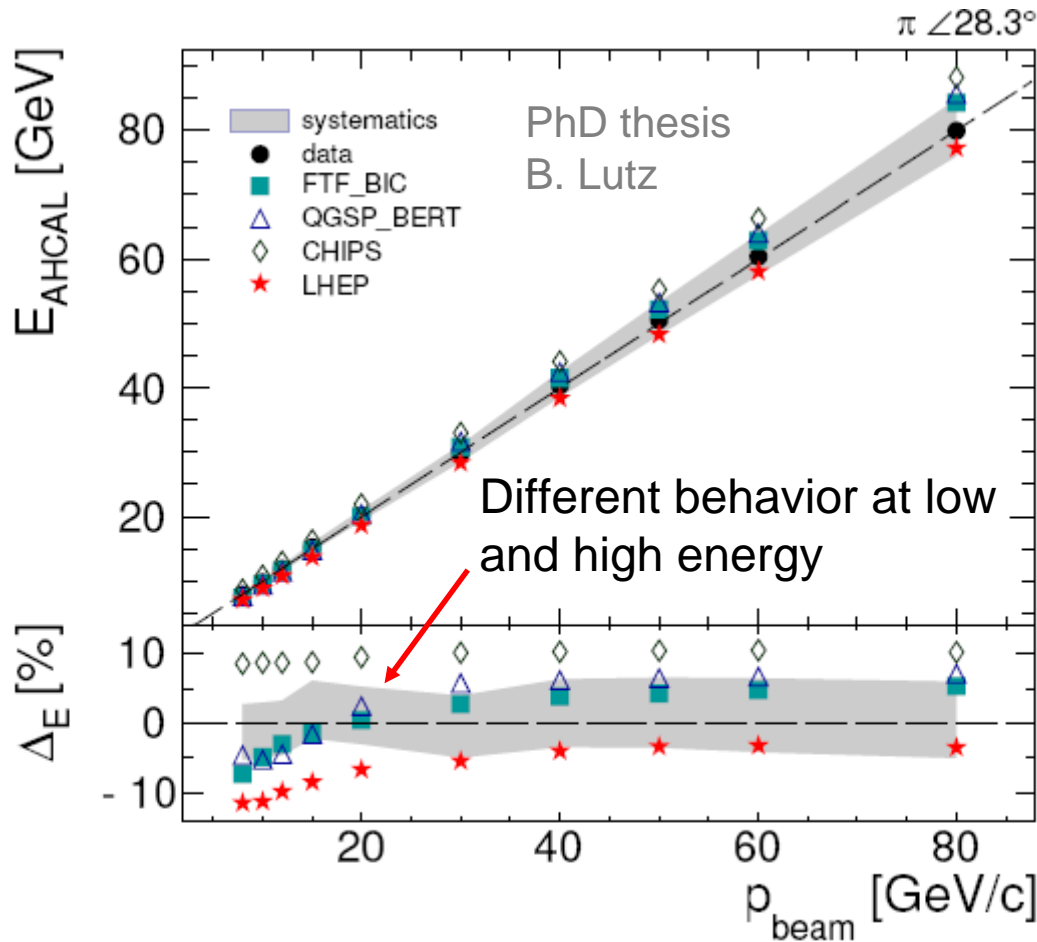 π ∠28.3°
E_AHCAL [GeV]
80
60
40
20
systematics
data
FTF_BIC
QGSP_BERT
CHIPS
LHEP
PhD thesis
B. Lutz
Different behavior at low
and high energy
Δ_E [%]
10
0
- 10
20 40 60 80
p_beam [GeV/c]